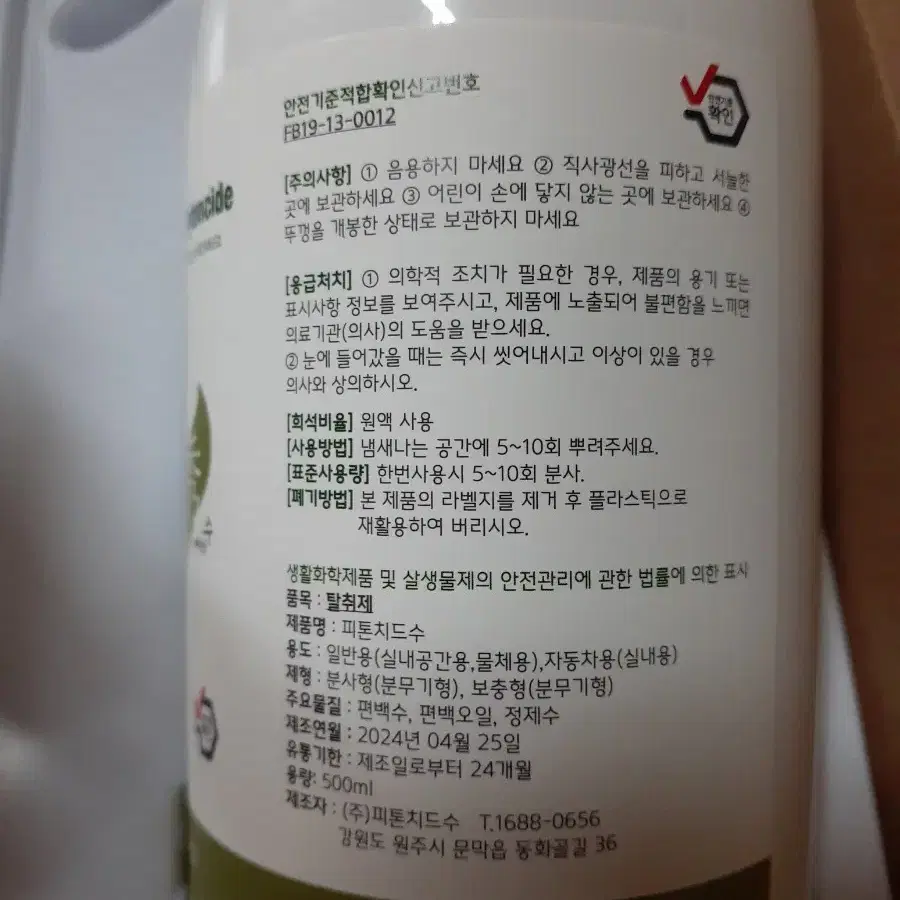 안전기준적합확인신고번호
FB19-13-0012
안전기준
확인
[주의사항] ① 음용하지 마세요 ② 직사광선을 피하고 서늘한
곳에 보관하세요 ③ 어린이 손에 닿지 않는 곳에 보관하세요 ④
뚜껑을 개봉한 상태로 보관하지 마세요
[응급처치] ① 의학적 조치가 필요한 경우, 제품의 용기 또는
표시사항 정보를 보여주시고, 제품에 노출되어 불편함을 느끼면
의료기관(의사)의 도움을 받으세요.
② 눈에 들어갔을 때는 즉시 씻어내시고 이상이 있을 경우
의사와 상의하시오.
[희석비율] 원액 사용
[사용방법] 냄새나는 공간에 5~10회 뿌려주세요.
[표준사용량] 한번사용시 5~10회 분사.
[폐기방법] 본 제품의 라벨지를 제거 후 플라스틱으로
재활용하여 버리시오.
생활화학제품 및 살생물제의 안전관리에 관한 법률에 의한 표시
품목 : 탈취제
제품명 : 피톤치드수
용도 : 일반용(실내공간용,물체용),자동차용(실내용)
제형 : 분사형(분무기형), 보충형(분무기형)
주요물질 : 편백수, 편백오일, 정제수
제조연월 : 2024년 04월 25일
유통기한 : 제조일로부터 24개월
용량: 500ml
제조자 : (주)피톤치드수 T.1688-0656
강원도 원주시 문막읍 동화골길 36
ncide
수